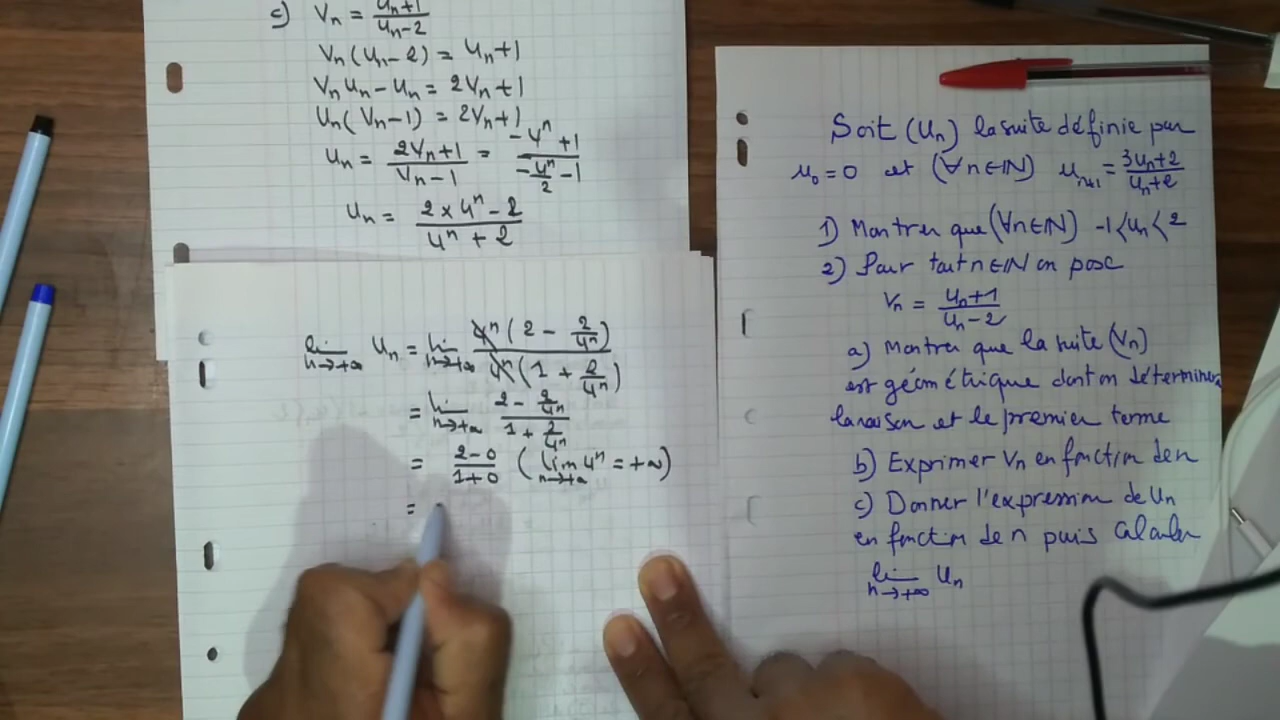 c) Vn = (Un+1)/(Un-2)
Vn (Un - 2) = Un+1
Vn Un - Un = 2Vn+1
Un( Vn-1) = 2Vn+1
Un = (2Vn+1)/(Vn-1) = (-4^n +1)/(-4^n/2 -1)
Un = (2 x 4^n - 2)/(4^n + 2)
lim n→+∞ Un = lim n→+∞ (4^n (2 - 2/4^n))/(4^n (1 + 2/4^n))
= lim n→+∞ (2 - 2/4^n)/(1 + 2/4^n)
= (2-0)/(1+0) ( lim n→+∞ 4^n = +∞)
=
Soit (Un) la suite définie par
u0=0 et (∀n∈IN) un+1 = (3un+2)/(un+2)
1) Montrer que (∀n∈IN) -1<Un<2
2) Pour tout n∈IN on pose
Vn = (Un+1)/(Un-2)
a) Montrer que la suite (Vn)
est géométrique dont on déterminera
la raison et le premier terme
b) Exprimer Vn en fonction de n
c) Donner l'expression de Un
en fonction de n puis calculer
lim n→+∞ Un